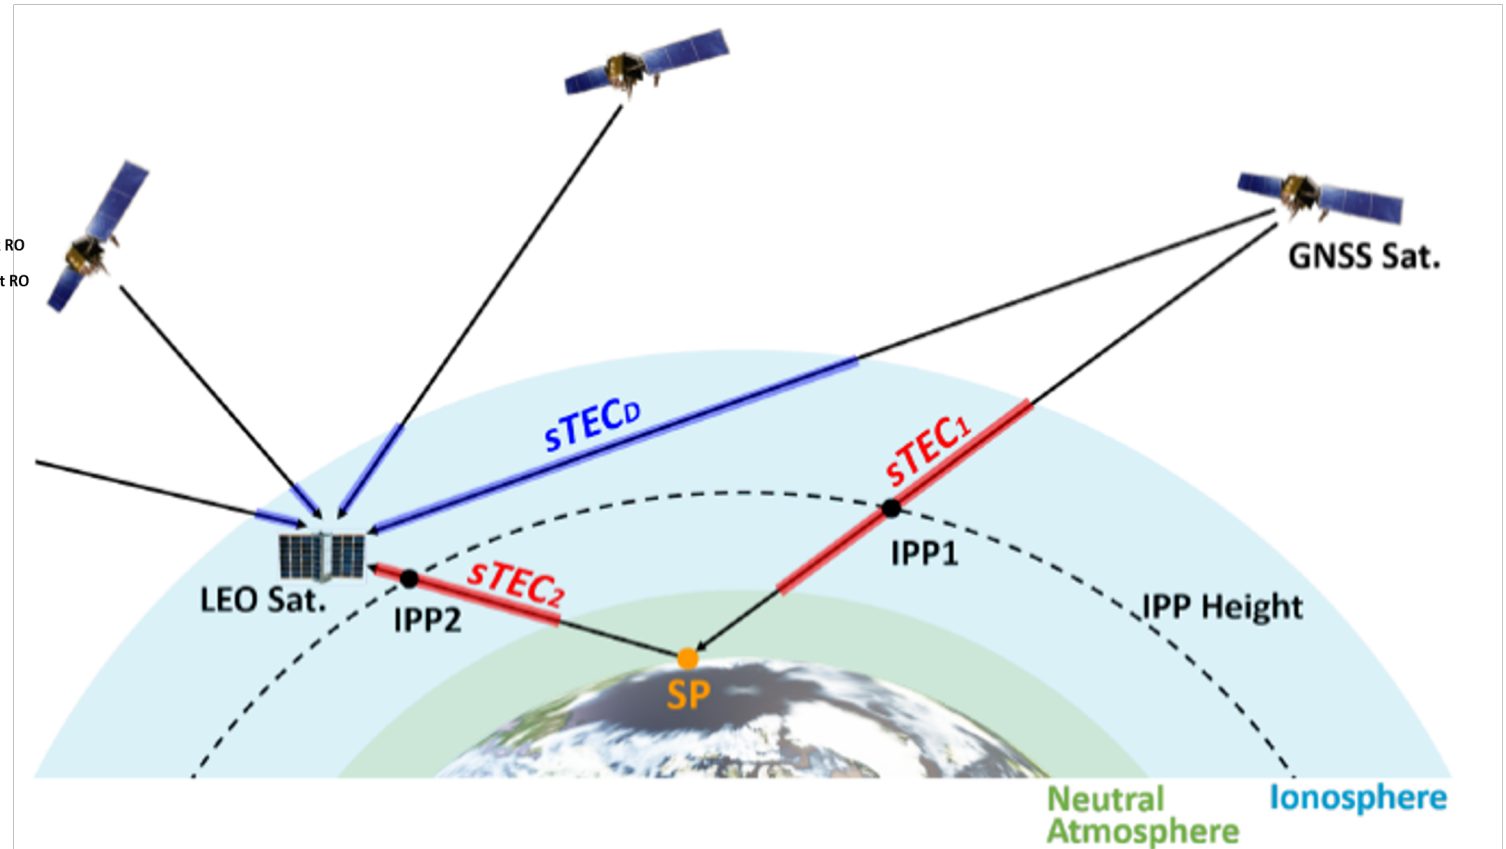 RO
t RO
GNSS Sat.
sTECD
sTEC1
IPP1
sTEC2
LEO Sat.
IPP2
IPP Height
SP
Neutral
Atmosphere
Ionosphere